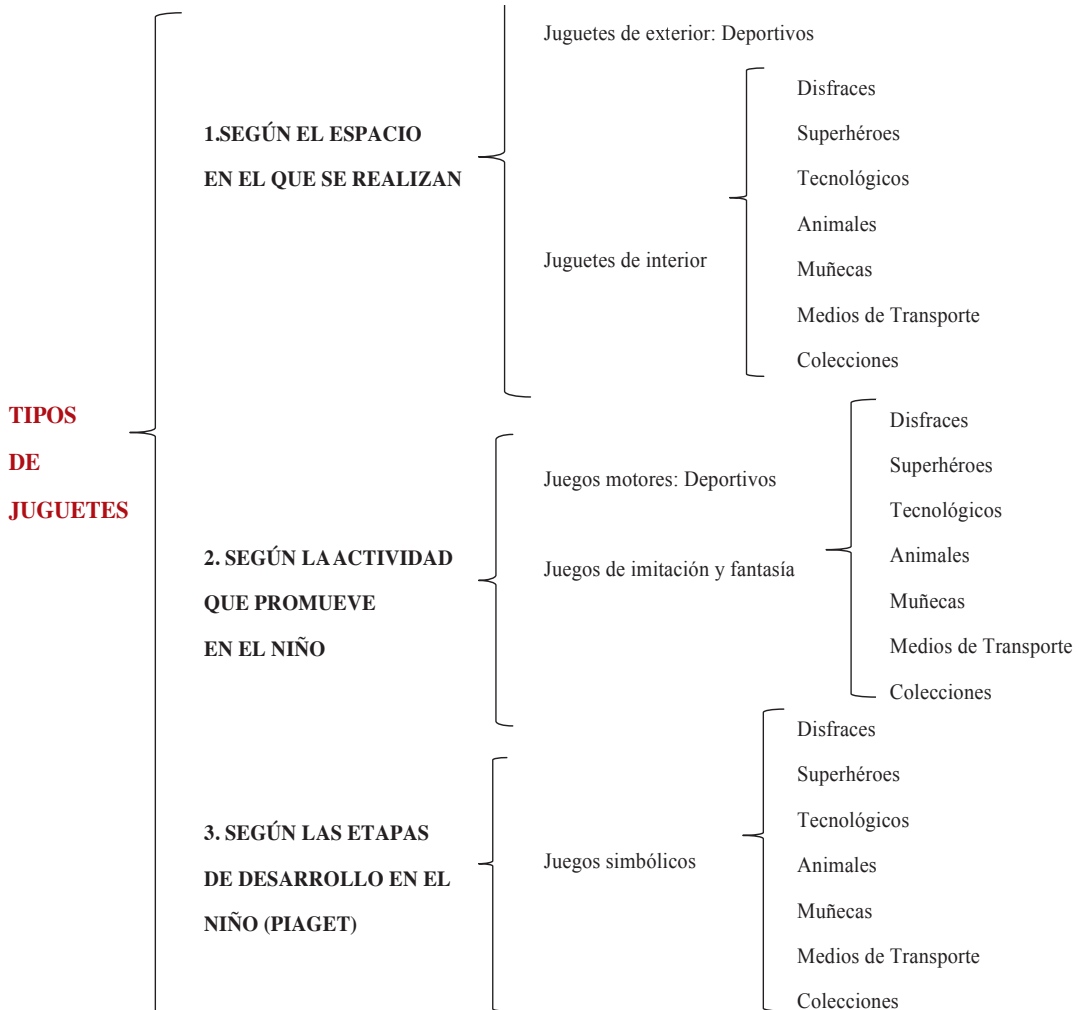 TIPOS
DE
JUGUETES
1.SEGÚN EL ESPACIO
EN EL QUE SE REALIZAN
Juguetes de exterior: Deportivos
Juguetes de interior
Disfraces
Superhéroes
Tecnológicos
Animales
Muñecas
Medios de Transporte
Colecciones
2. SEGÚN LA ACTIVIDAD
QUE PROMUEVE
EN EL NIÑO
Juegos motores: Deportivos
Juegos de imitación y fantasía
Disfraces
Superhéroes
Tecnológicos
Animales
Muñecas
Medios de Transporte
Colecciones
3. SEGÚN LAS ETAPAS
DE DESARROLLO EN EL
NIÑO (PIAGET)
Juegos simbólicos
Disfraces
Superhéroes
Tecnológicos
Animales
Muñecas
Medios de Transporte
Colecciones